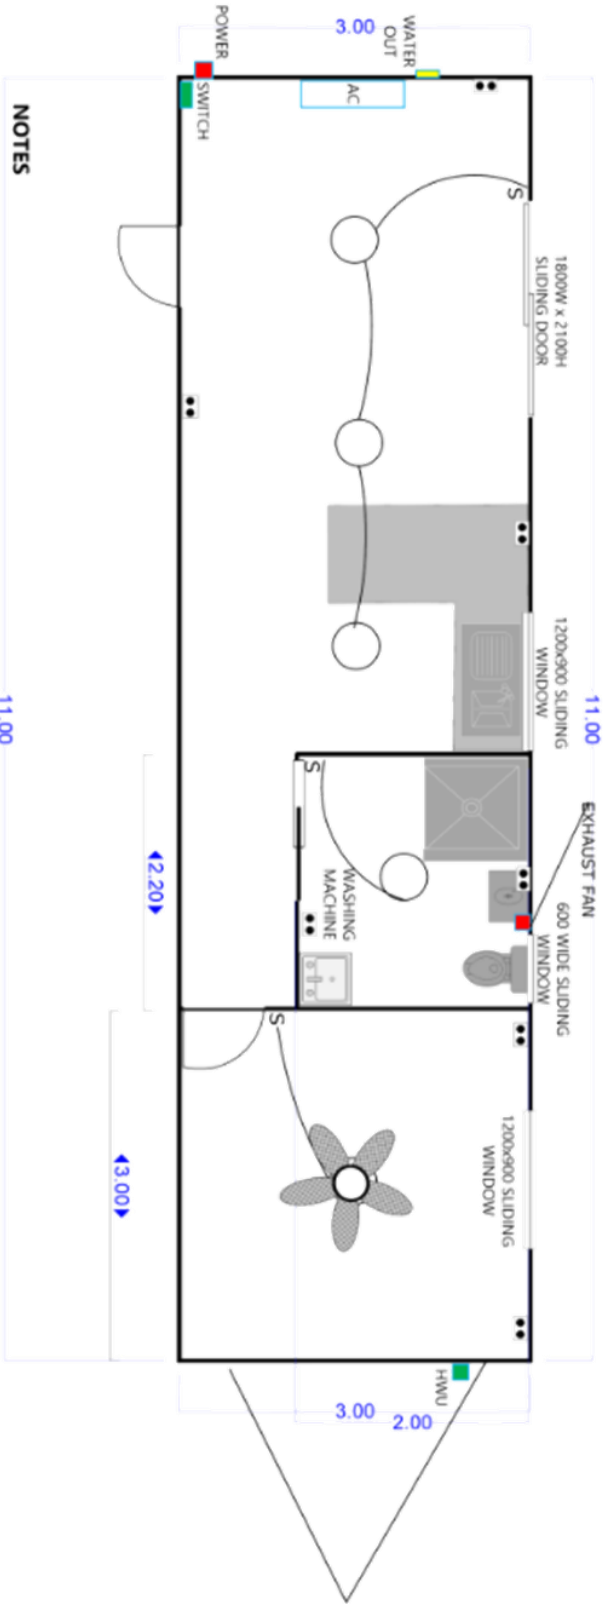 3.00
POWER
WATER
OUT
SWITCH
AC
NOTES
S
1800W x 2100H
SLIDING DOOR
1200x900 SLIDING
WINDOW
11.00
11.00
EXHAUST FAN
S
WASHING
MACHINE
2.20
600 WIDE SLIDING
WINDOW
S
1200x900 SLIDING
WINDOW
3.00
HWU
3.00
2.00